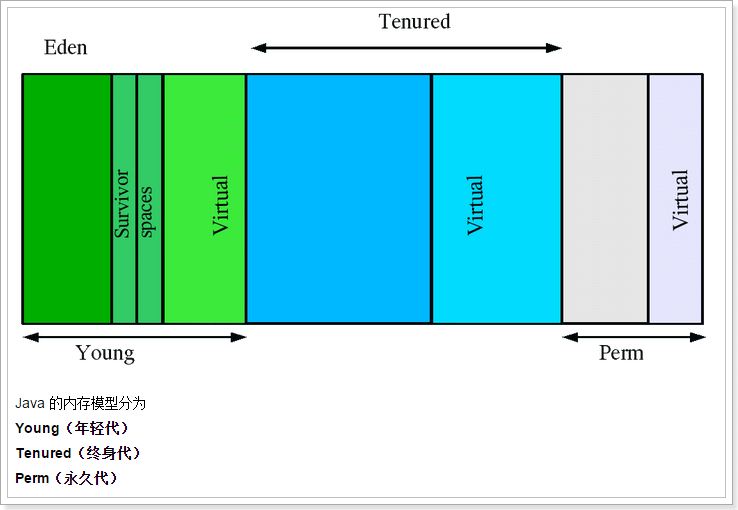 Tenured
Eden
Survivor
spaces
Virtual
Virtual
Virtual
Young
Perm
Java 的内存模型分为
Young（年轻代）
Tenured（终身代）
Perm（永久代）